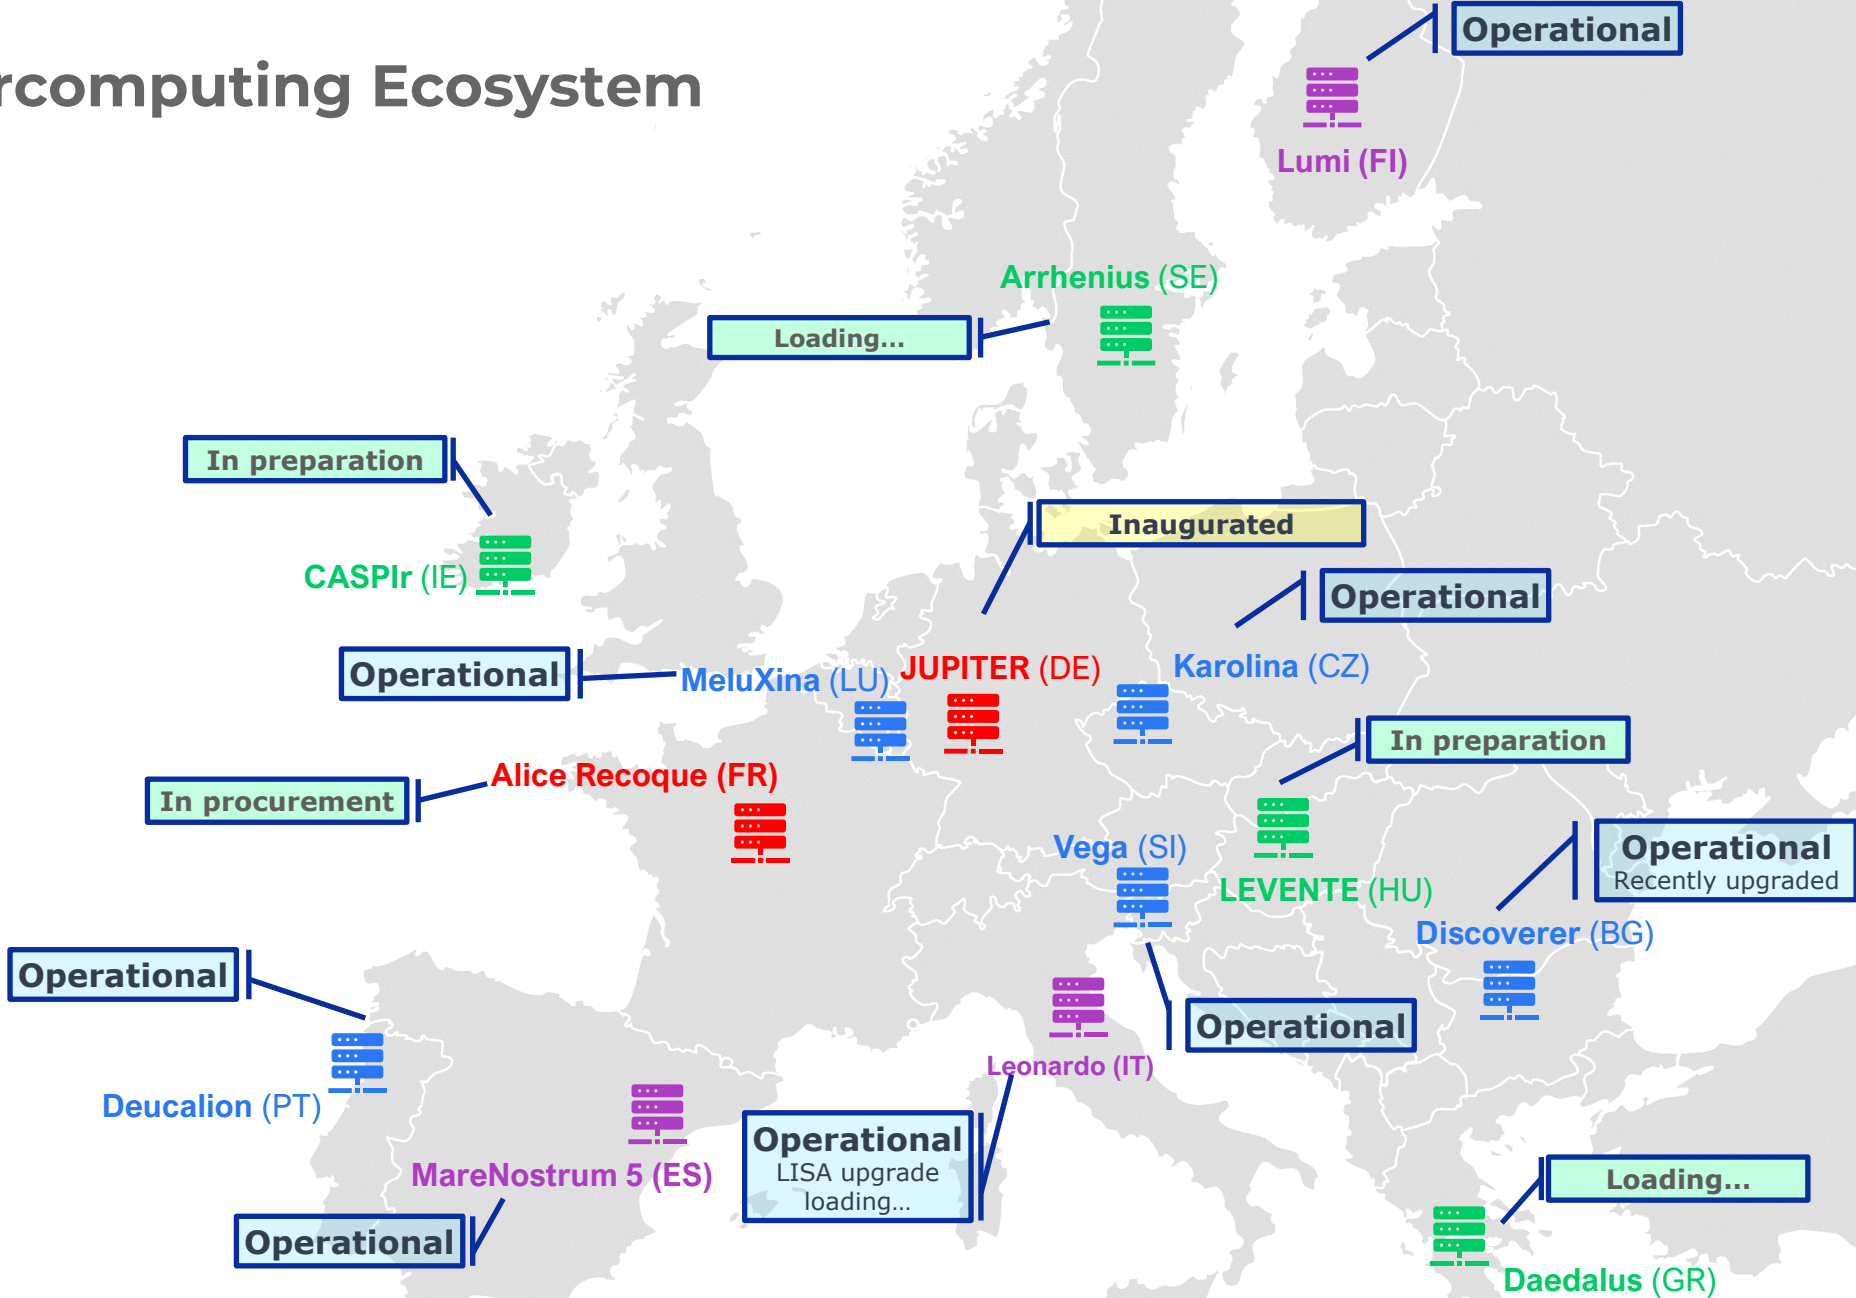 rcomputing Ecosystem
Operational
Lumi (FI)
Arrhenius (SE)
Loading...
In preparation
CASPIr (IE)
Inaugurated
Operational
Operational
MeluXina (LU)
JUPITER (DE)
Karolina (CZ)
In preparation
Alice Recoque (FR)
In procurement
Vega (SI)
LEVENTE (HU)
Operational
Recently upgraded
Discoverer (BG)
Operational
Operational
Leonardo (IT)
Deucalion (PT)
Operational
LISA upgrade
loading...
MareNostrum 5 (ES)
Operational
Loading...
Daedalus (GR)